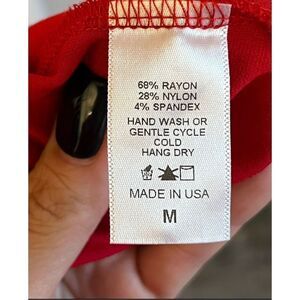 68% RAYON
28% NYLON
4% SPANDEX
HAND WASH OR
GENTLE CYCLE
COLD
HANG DRY
MADE IN USA
M